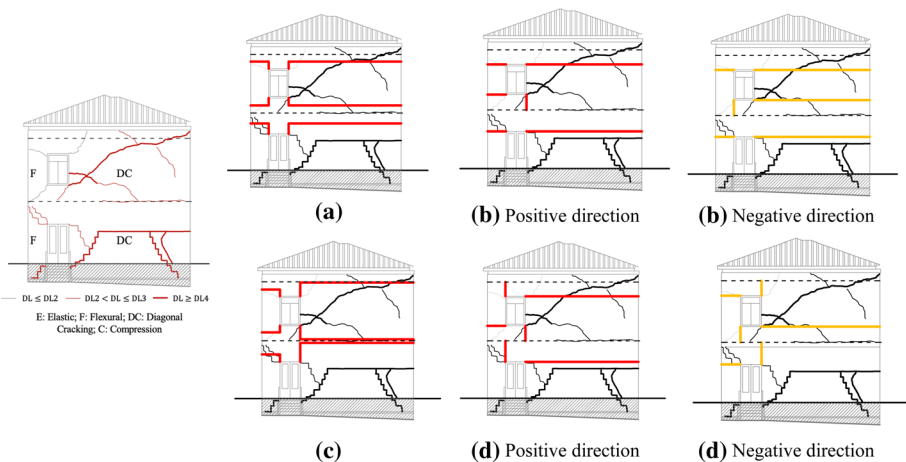 F
DC
F
DC
DL ≤ DL2
DL2 < DL ≤ DL3
DL ≥ DL4
E: Elastic; F: Flexural; DC: Diagonal
Cracking; C: Compression
(a)
(b) Positive direction
(b) Negative direction
(c)
(d) Positive direction
(d) Negative direction